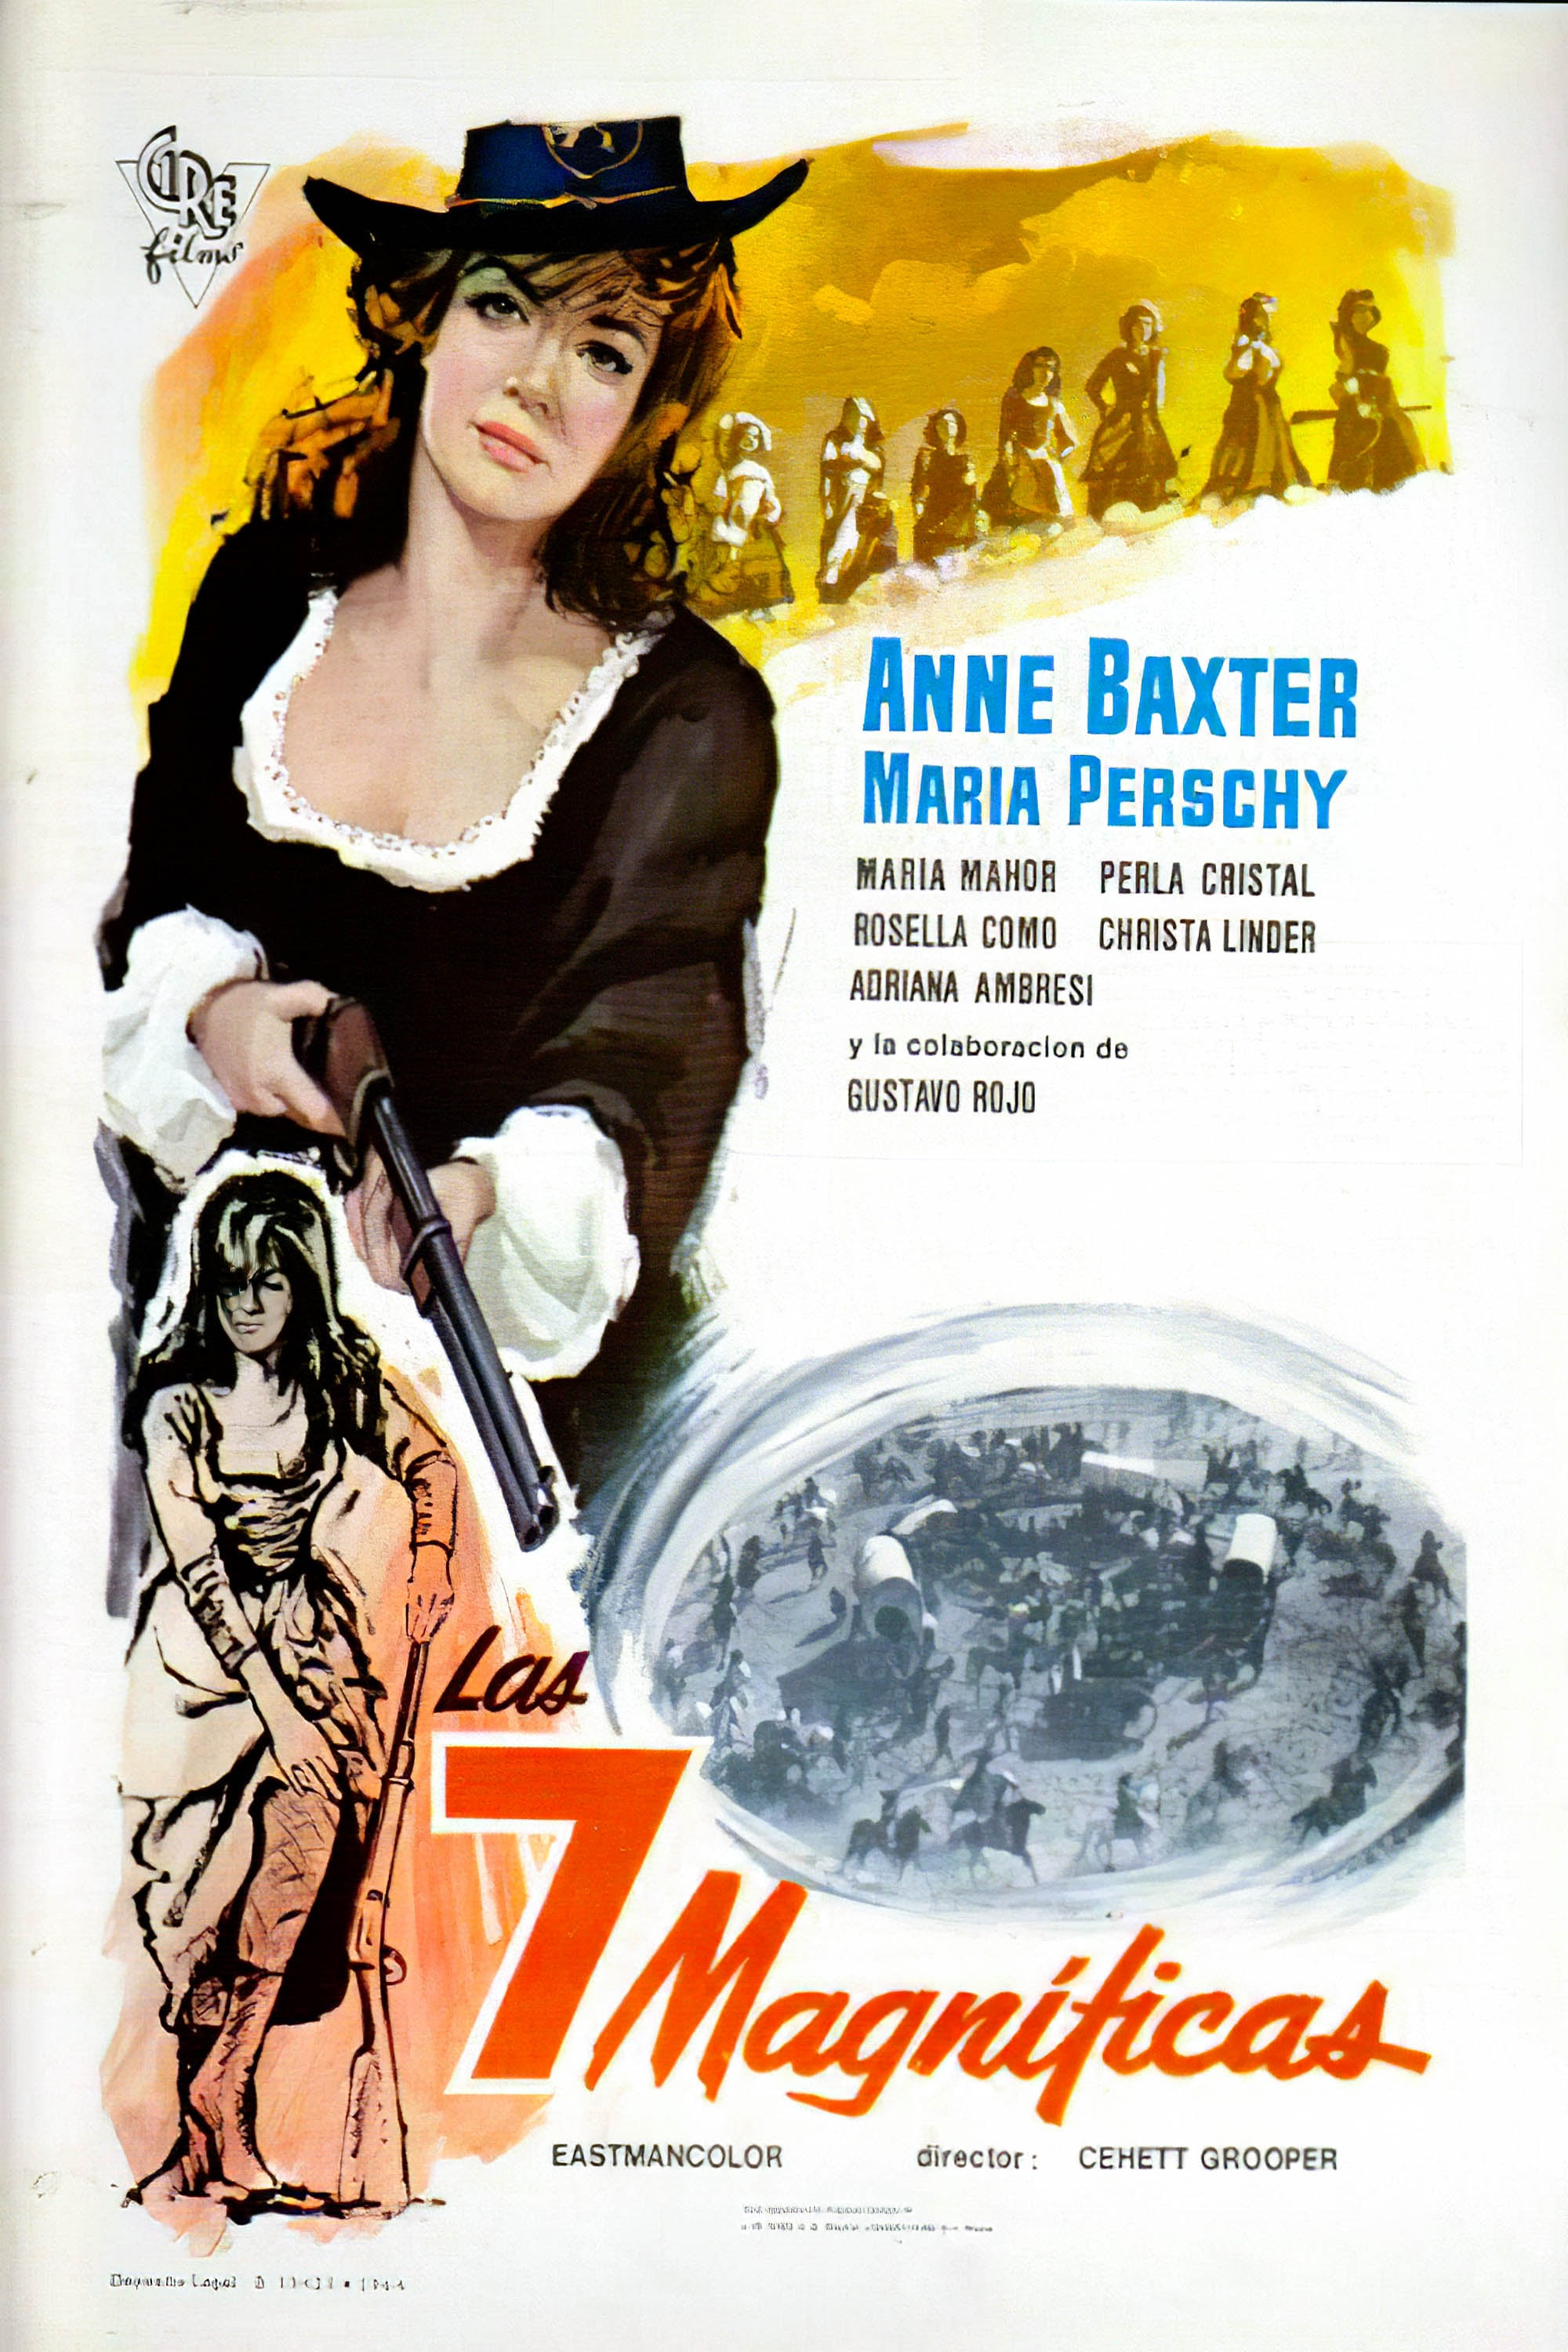 CIRE
films
ANNE BAXTER
MARIA PERSCHY
MARIA MAHOR PERLA CRISTAL
ROSELLA COMO CHRISTA LINDER
ADRIANA AMBRESI
y la colaboracion de
GUSTAVO ROJO
Las
7 Magníficas
EASTMANCOLOR director: CEHETT GROOPER